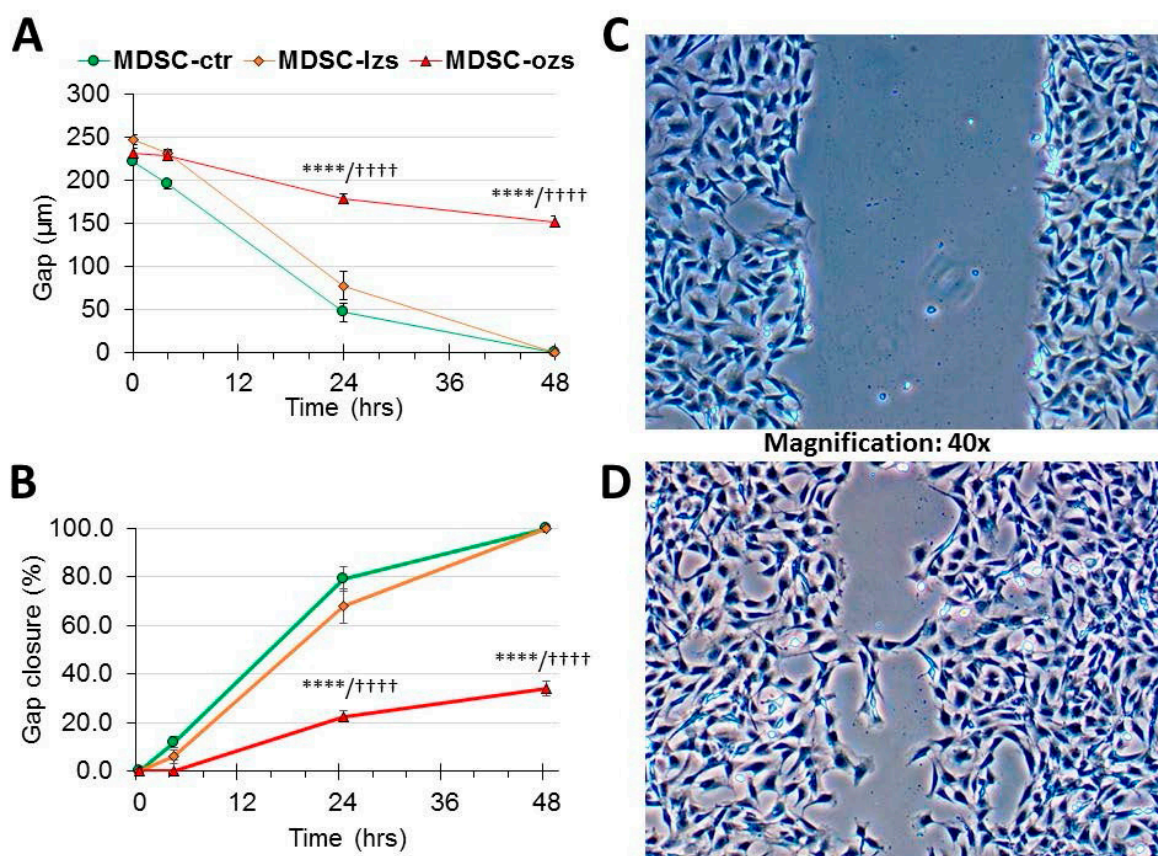 A
MDSC-ctr MDSC-lzs MDSC-ozs
300
250
200
150
100
50
0
Gap (µm)
****/††††
****/††††
0 12 24 36 48
Time (hrs)
B
100.0
80.0
60.0
40.0
20.0
0.0
Gap closure (%)
****/††††
****/††††
0 12 24 36 48
Time (hrs)
C
Magnification: 40x
D